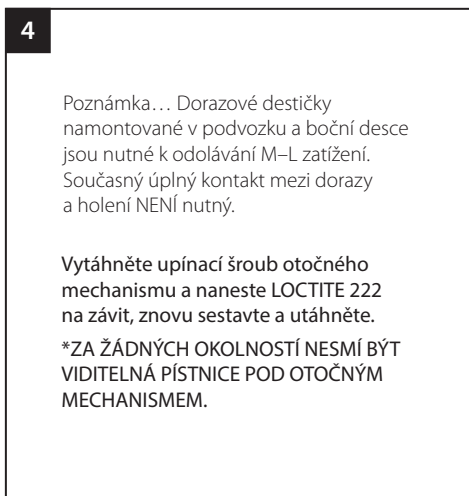 4
Poznámka… Dorazové destičky
namontované v podvozku a boční desce
jsou nutné k odolávání M–L zatížení.
Současný úplný kontakt mezi dorazy
a holení NENÍ nutný.
Vytáhněte upínací šroub otočného
mechanismu a naneste LOCTITE 222
na závit, znovu sestavte a utáhněte.
*ZA ŽÁDNÝCH OKOLNOSTÍ NESMÍ BÝT
VIDITELNÁ PÍSTNICE POD OTOČNÝM
MECHANISMEM.